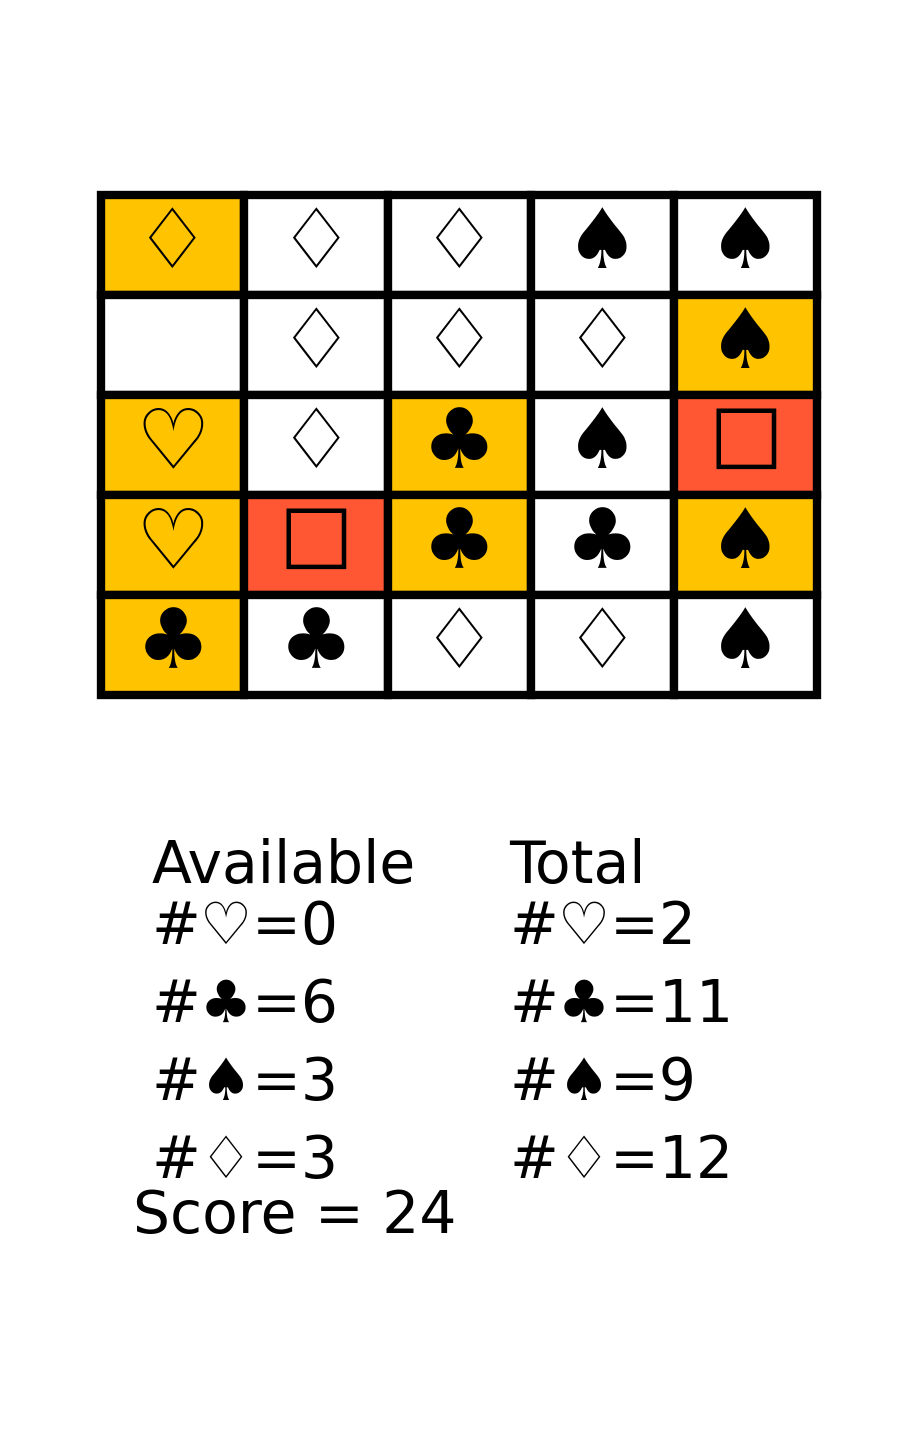 ♢ ♢ ♢ ♠ ♠
♢ ♢ ♢ ♠
♡ ♢ ♣ ♠ □
♡ □ ♣ ♣ ♠
♣ ♣ ♢ ♢ ♠
Available Total
#♡=0 #♡=2
#♣=6 #♣=11
#♠=3 #♠=9
#♢=3 #♢=12
Score = 24